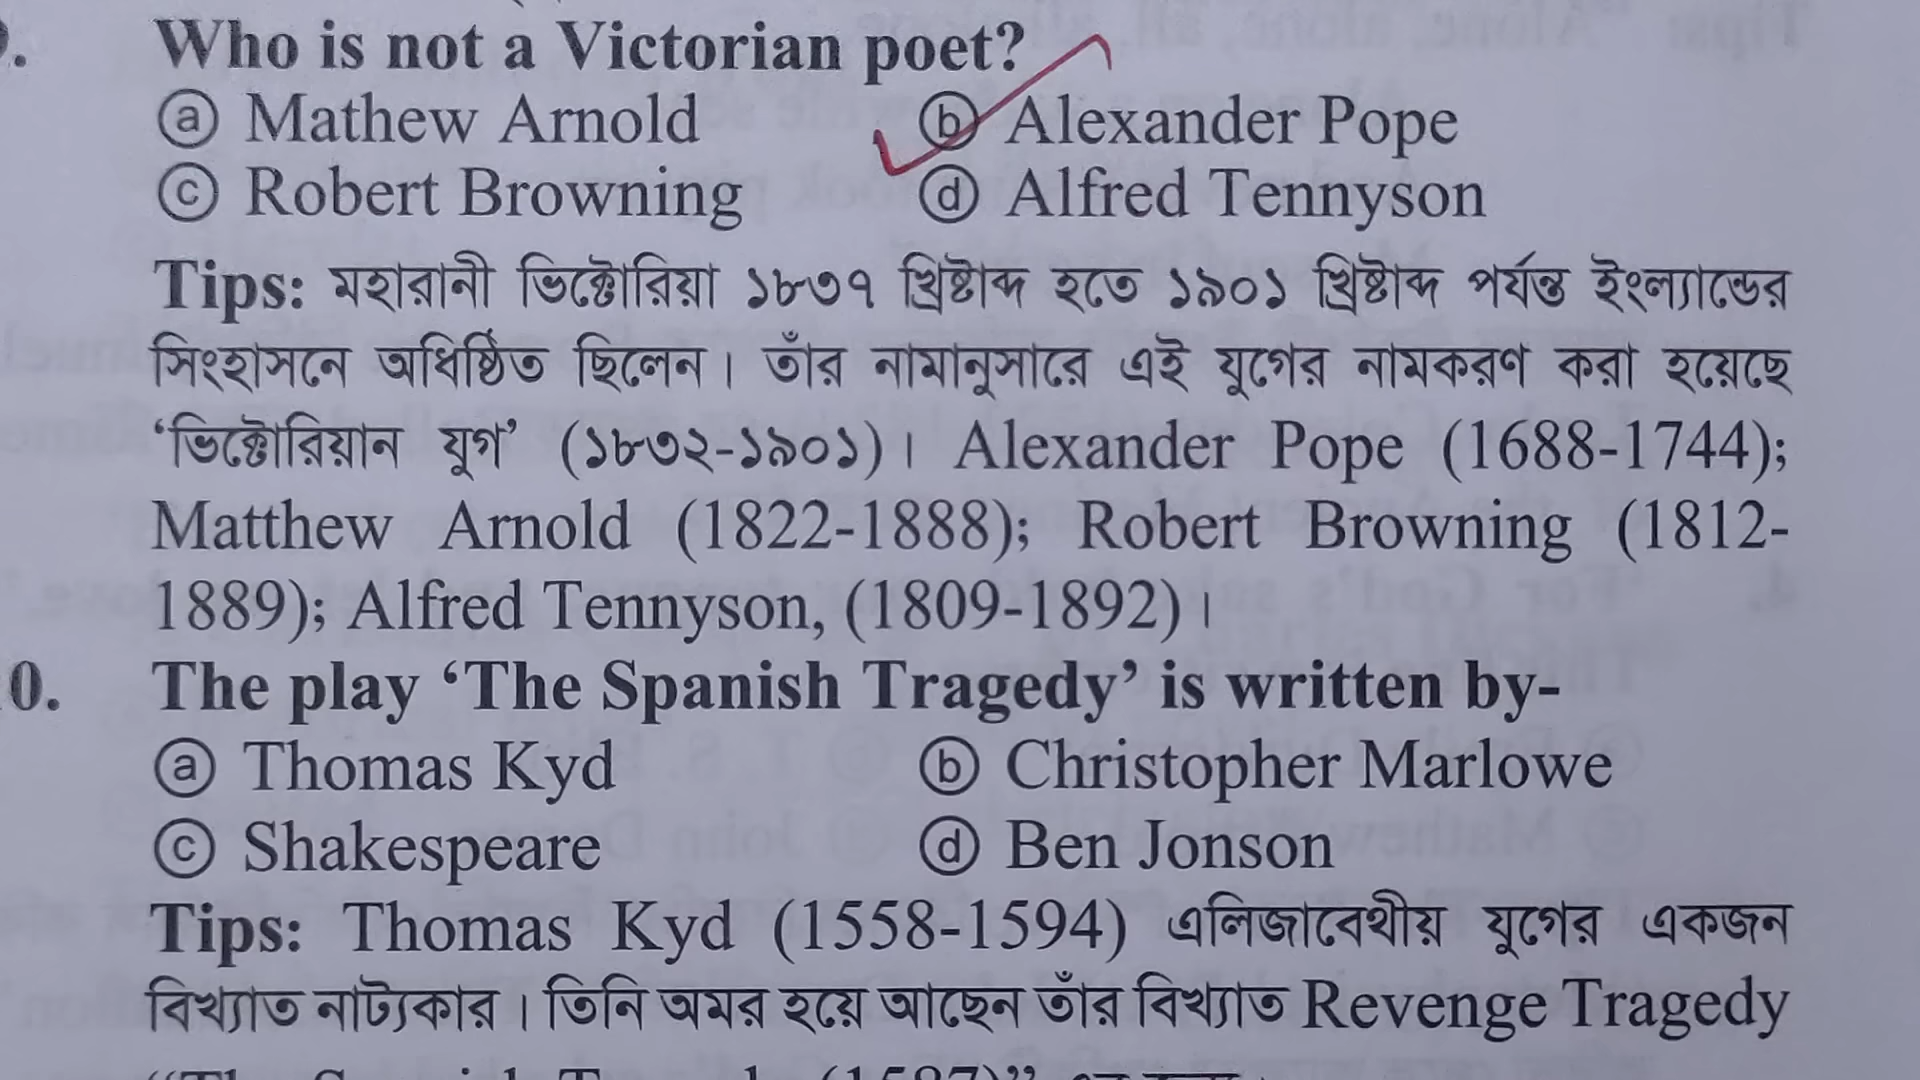 . Who is not a Victorian poet?
ⓐ Mathew Arnold ⓑ Alexander Pope
ⓒ Robert Browning ⓓ Alfred Tennyson
Tips: মহারানী ভিক্টোরিয়া ১৮৩৭ খ্রিষ্টাব্দ হতে ১৯০১ খ্রিষ্টাব্দ পর্যন্ত ইংল্যান্ডের
সিংহাসনে অধিষ্ঠিত ছিলেন। তাঁর নামানুসারে এই যুগের নামকরণ করা হয়েছে
‘ভিক্টোরিয়ান যুগ’ (১৮৩২-১৯০১)। Alexander Pope (1688-1744);
Matthew Arnold (1822-1888); Robert Browning (1812-
1889); Alfred Tennyson, (1809-1892)।
0. The play ‘The Spanish Tragedy’ is written by-
ⓐ Thomas Kyd ⓑ Christopher Marlowe
ⓒ Shakespeare ⓓ Ben Jonson
Tips: Thomas Kyd (1558-1594) এলিজাবেথীয় যুগের একজন
বিখ্যাত নাট্যকার। তিনি অমর হয়ে আছেন তাঁর বিখ্যাত Revenge Tragedy